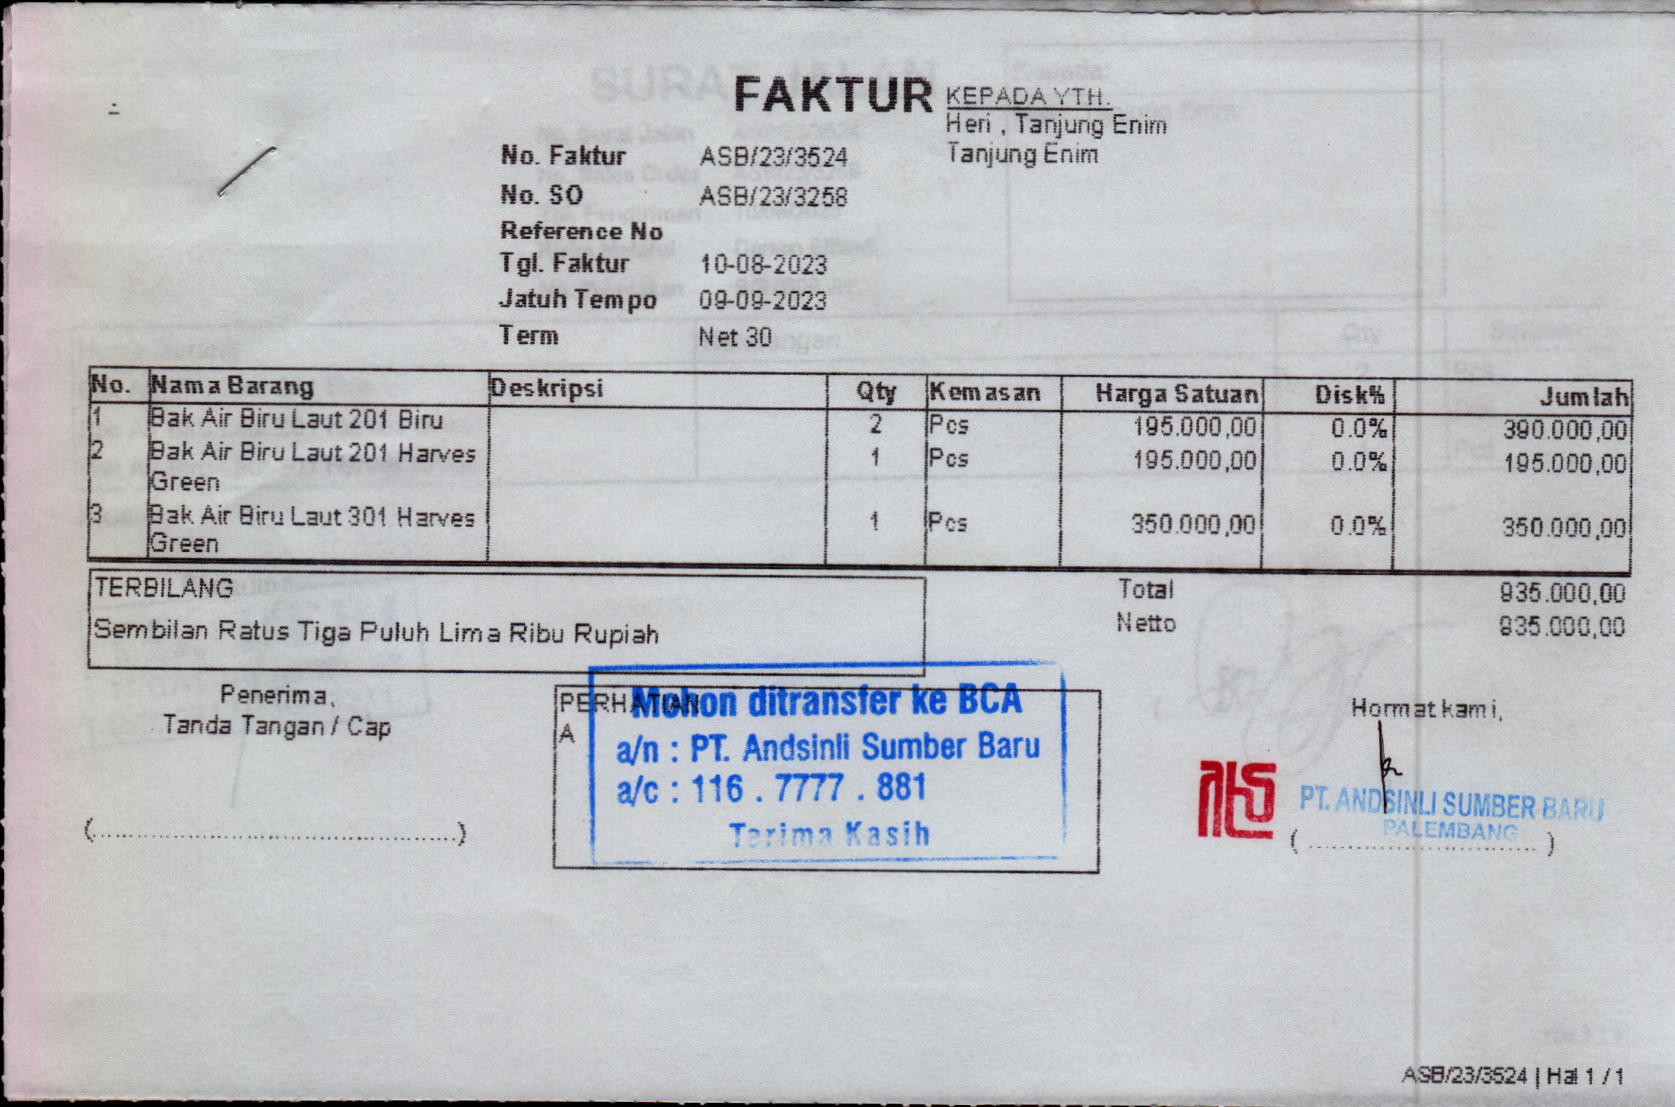 FAKTUR
KEPADA YTH.
Heri , Tanjung Enim
Tanjung Enim
No. Faktur ASB/23/3524
No. SO ASB/23/3258
Reference No
Tgl. Faktur 10-08-2023
Jatuh Tempo 09-09-2023
Term Net 30
No. Nama Barang Deskripsi Qty Kemasan Harga Satuan Disk% Jumlah
1 Bak Air Biru Laut 201 Biru 2 Pcs 195.000,00 0.0% 390.000,00
2 Bak Air Biru Laut 201 Harves 1 Pcs 195.000,00 0.0% 195.000,00
Green
3 Bak Air Biru Laut 301 Harves 1 Pcs 350.000,00 0.0% 350.000,00
Green
TERBILANG
Sembilan Ratus Tiga Puluh Lima Ribu Rupiah
Total 935.000,00
Netto 935.000,00
Penerima,
Tanda Tangan / Cap
(.....................................................)
PERHATIAN
A
Mohon ditransfer ke BCA
a/n : PT. Andsinli Sumber Baru
a/c : 116 . 7777 . 881
Terima Kasih
Hormat kami,
PT. ANDSINLI SUMBER BARU
PALEMBANG
( ................................. )
ASB/23/3524 | Hal 1 / 1